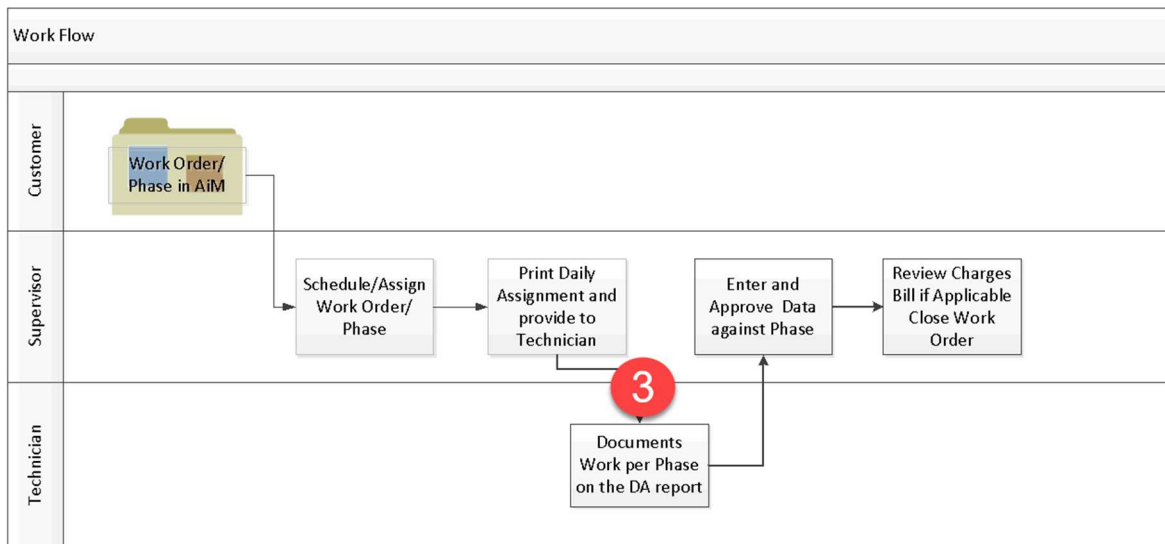 Work Flow
Customer
Work Order/
Phase in AiM
Supervisor
Schedule/Assign
Work Order/
Phase
Print Daily
Assignment and
provide to
Technician
Enter and
Approve Data
against Phase
Review Charges
Bill if Applicable
Close Work
Order
3
Technician
Documents
Work per Phase
on the DA report